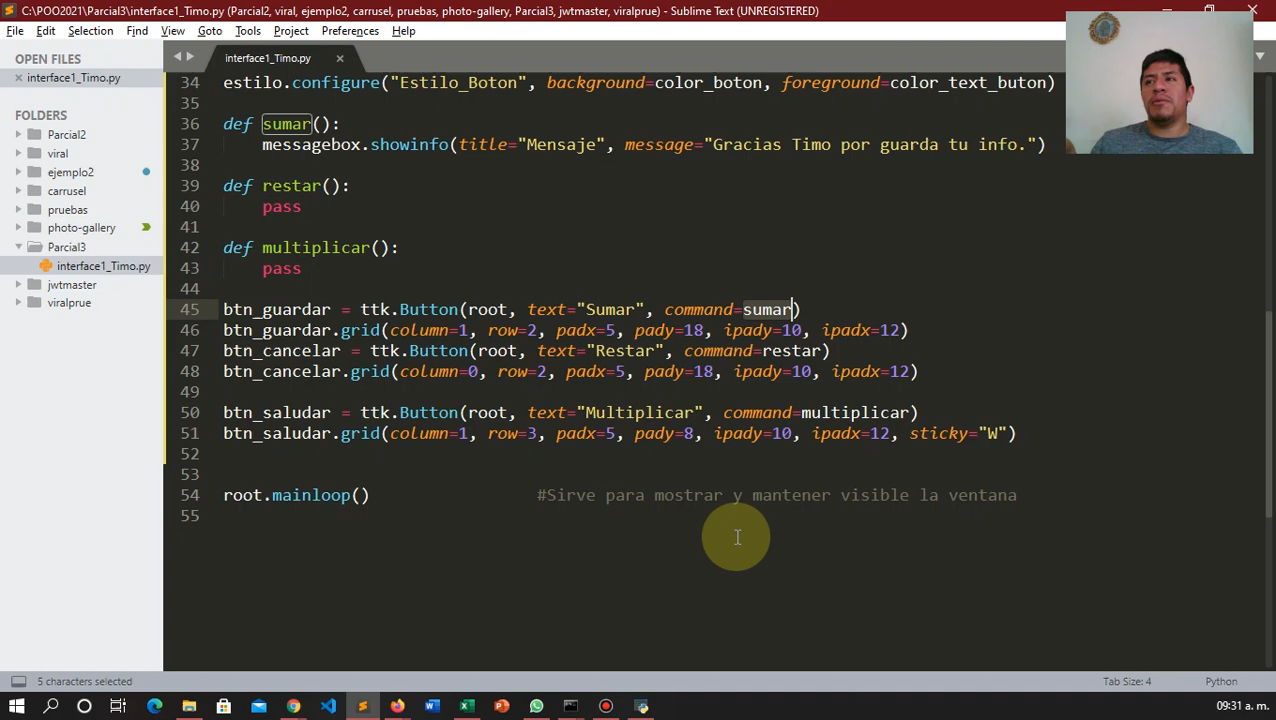 C:\POO2021\Parcial3\interface1_Timo.py (Parcial2, viral, ejemplo2, carrusel, pruebas, photo-gallery, Parcial3, jwtmaster, viralprue) - Sublime Text (UNREGISTERED)
File Edit Selection Find View Goto Tools Project Preferences Help
OPEN FILES
interface1_Timo.py
FOLDERS
Parcial2
viral
ejemplo2
carrusel
pruebas
photo-gallery
Parcial3
interface1_Timo.py
jwtmaster
viralprue
interface1_Timo.py
34 estilo.configure("Estilo_Boton", background=color_boton, foreground=color_text_buton)
35
36 def sumar():
37 messagebox.showinfo(title="Mensaje", message="Gracias Timo por guarda tu info.")
38
39 def restar():
40 pass
41
42 def multiplicar():
43 pass
44
45 btn_guardar = ttk.Button(root, text="Sumar", command=sumar)
46 btn_guardar.grid(column=1, row=2, padx=5, pady=18, ipady=10, ipadx=12)
47 btn_cancelar = ttk.Button(root, text="Restar", command=restar)
48 btn_cancelar.grid(column=0, row=2, padx=5, pady=18, ipady=10, ipadx=12)
49
50 btn_saludar = ttk.Button(root, text="Multiplicar", command=multiplicar)
51 btn_saludar.grid(column=1, row=3, padx=5, pady=8, ipady=10, ipadx=12, sticky="W")
52
53
54 root.mainloop() #Sirve para mostrar y mantener visible la ventana
55
5 characters selected
Tab Size: 4
Python
09:31 a. m.